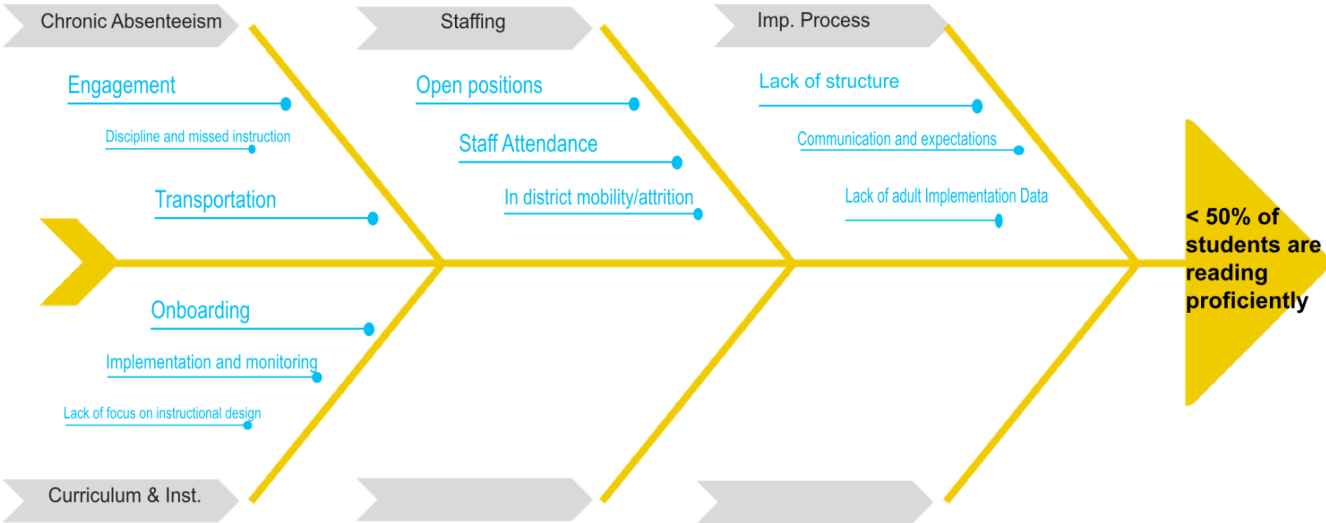 Chronic Absenteeism
Staffing
Imp. Process
Engagement
Discipline and missed instruction
Transportation
Open positions
Staff Attendance
In district mobility/attrition
Lack of structure
Communication and expectations
Lack of adult Implementation Data
< 50% of
students are
reading
proficiently
Onboarding
Implementation and monitoring
Lack of focus on instructional design
Curriculum & Inst.